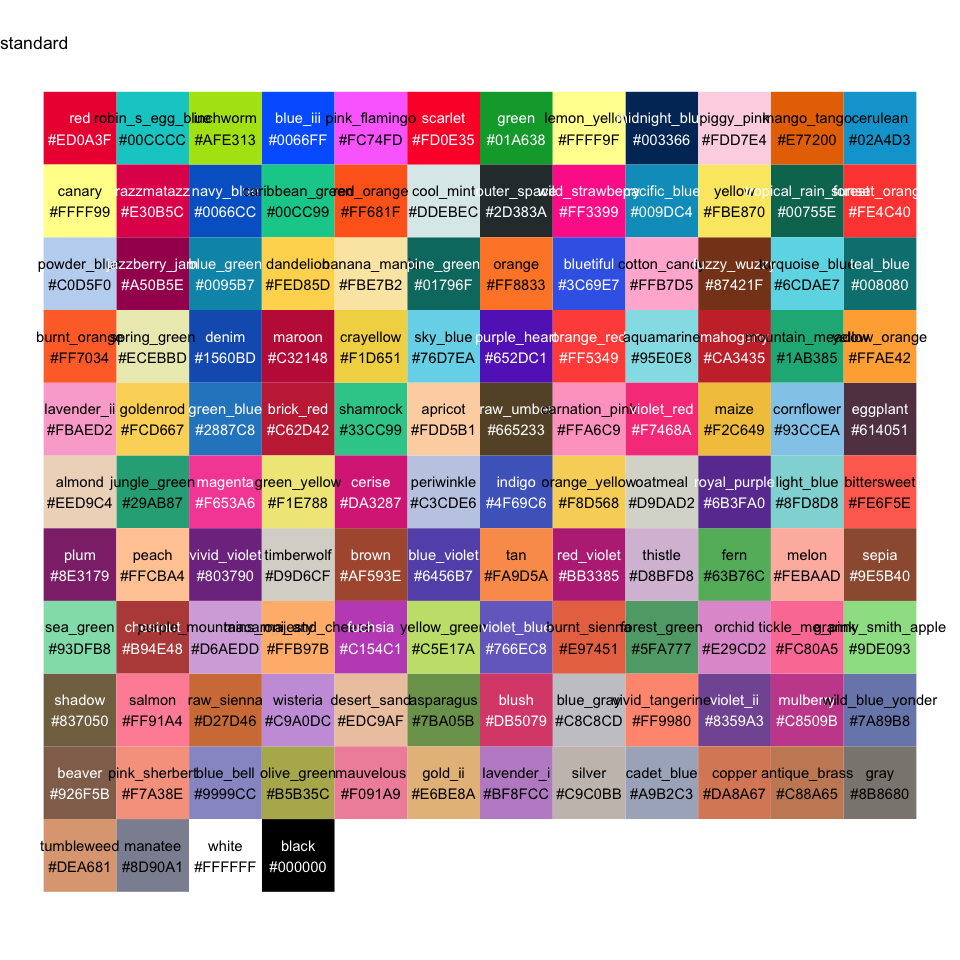 standard
red robin_s_egg_blue inchworm blue_iii pink_flamingo scarlet green lemon_yellow midnight_blue piggy_pink mango_tango cerulean
#ED0A3F #00CCCC #AFE313 #0066FF #FC74FD #FD0E35 #01A638 #FFFF9F #003366 #FDD7E4 #E77200 #02A4D3
canary razzmatazz navy_blue caribbean_green red_orange cool_mint outer_space wild_strawberry pacific_blue yellow tropical_rain_forest sunset_orange
#FFFF99 #E30B5C #0066CC #00CC99 #FF681F #DDEBEC #2D383A #FF3399 #009DC4 #FBE870 #00755E #FE4C40
powder_blue jazzberry_jam blue_green dandelion banana_mania pine_green orange bluetiful cotton_candy fuzzy_wuzzy turquoise_blue teal_blue
#C0D5F0 #A50B5E #0095B7 #FED85D #FBE7B2 #01796F #FF8833 #3C69E7 #FFB7D5 #87421F #6CDAE7 #008080
burnt_orange spring_green denim maroon crayellow sky_blue purple_heart orange_red aquamarine mahogany mountain_meadow yellow_orange
#FF7034 #ECEBBD #1560BD #C32148 #F1D651 #76D7EA #652DC1 #FF5349 #95E0E8 #CA3435 #1AB385 #FFAE42
lavender_ii goldenrod green_blue brick_red shamrock apricot raw_umber carnation_pink violet_red maize cornflower eggplant
#FBAED2 #FCD667 #2887C8 #C62D42 #33CC99 #FDD5B1 #665233 #FFA6C9 #F7468A #F2C649 #93CCEA #614051
almond jungle_green magenta green_yellow cerise periwinkle indigo orange_yellow oatmeal royal_purple light_blue bittersweet
#EED9C4 #29AB87 #F653A6 #F1E788 #DA3287 #C3CDE6 #4F69C6 #F8D568 #D9DAD2 #6B3FA0 #8FD8D8 #FE6F5E
plum peach vivid_violet timberwolf brown blue_violet tan red_violet thistle fern melon sepia
#8E3179 #FFCBA4 #803790 #D9D6CF #AF593E #6456B7 #FA9D5A #BB3385 #D8BFD8 #63B76C #FEBAAD #9E5B40
sea_green chestnut purple_mountains_majesty macaroni_and_cheese fuchsia yellow_green violet_blue burnt_sienna forest_green orchid tickle_me_pink granny_smith_apple
#93DFB8 #B94E48 #D6AEDD #FFB97B #C154C1 #C5E17A #766EC8 #E97451 #5FA777 #E29CD2 #FC80A5 #9DE093
shadow salmon raw_sienna wisteria desert_sand asparagus blush blue_gray vivid_tangerine violet_ii mulberry wild_blue_yonder
#837050 #FF91A4 #D27D46 #C9A0DC #EDC9AF #7BA05B #DB5079 #C8C8CD #FF9980 #8359A3 #C8509B #7A89B8
beaver pink_sherbert blue_bell olive_green mauvelous gold_ii lavender_i silver cadet_blue copper antique_brass gray
#926F5B #F7A38E #9999CC #B5B35C #F091A9 #E6BE8A #BF8FCC #C9C0BB #A9B2C3 #DA8A67 #C88A65 #8B8680
tumbleweed manatee white black
#DEA681 #8D90A1 #FFFFFF #000000